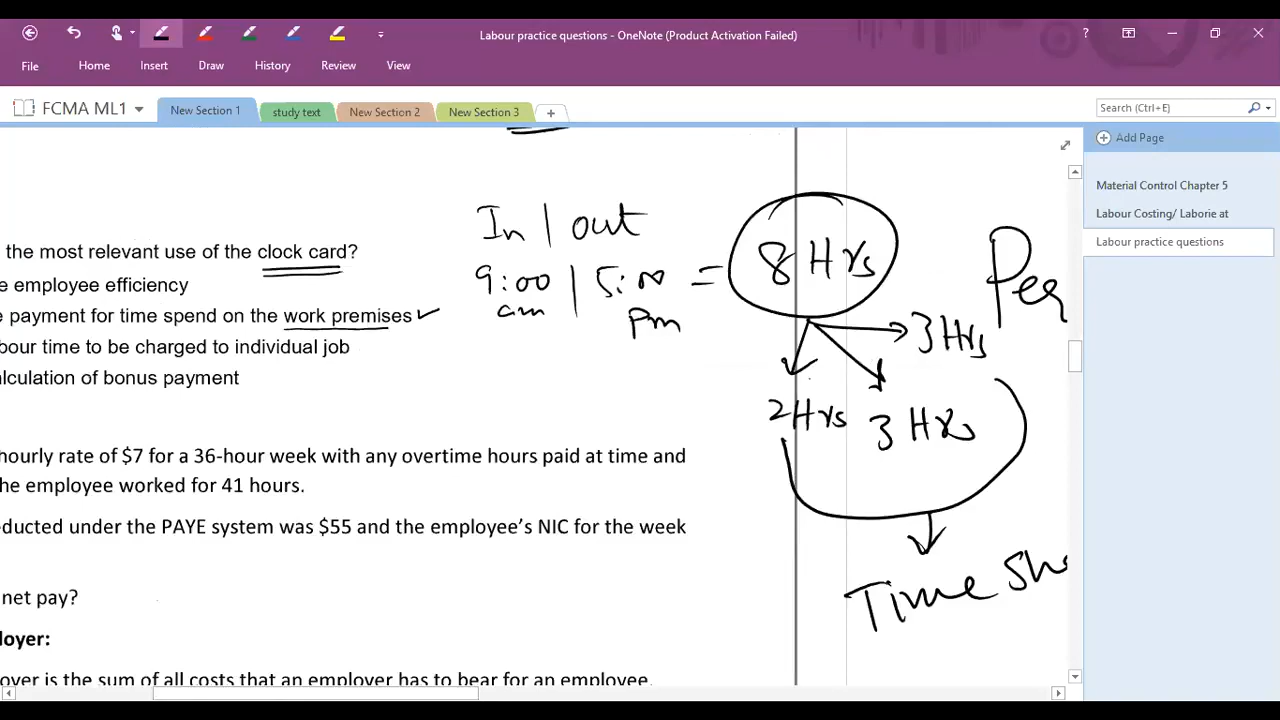 Labour practice questions - OneNote (Product Activation Failed)
File Home Insert Draw History Review View
FCMA ML1 New Section 1 study text New Section 2 New Section 3
Search (Ctrl+E)
Add Page
Material Control Chapter 5
Labour Costing/ Laborie at
Labour practice questions
In | out
the most relevant use of the clock card?
9:00 am | 5:00 pm = 8 Hrs
Per
e employee efficiency
e payment for time spend on the work premises
3 Hrs
bour time to be charged to individual job
alculation of bonus payment
2 Hrs 3 Hrs
hourly rate of $7 for a 36-hour week with any overtime hours paid at time and
he employee worked for 41 hours.
educted under the PAYE system was $55 and the employee's NIC for the week
Time She
net pay?
loyer:
over is the sum of all costs that an employer has to bear for an employee.